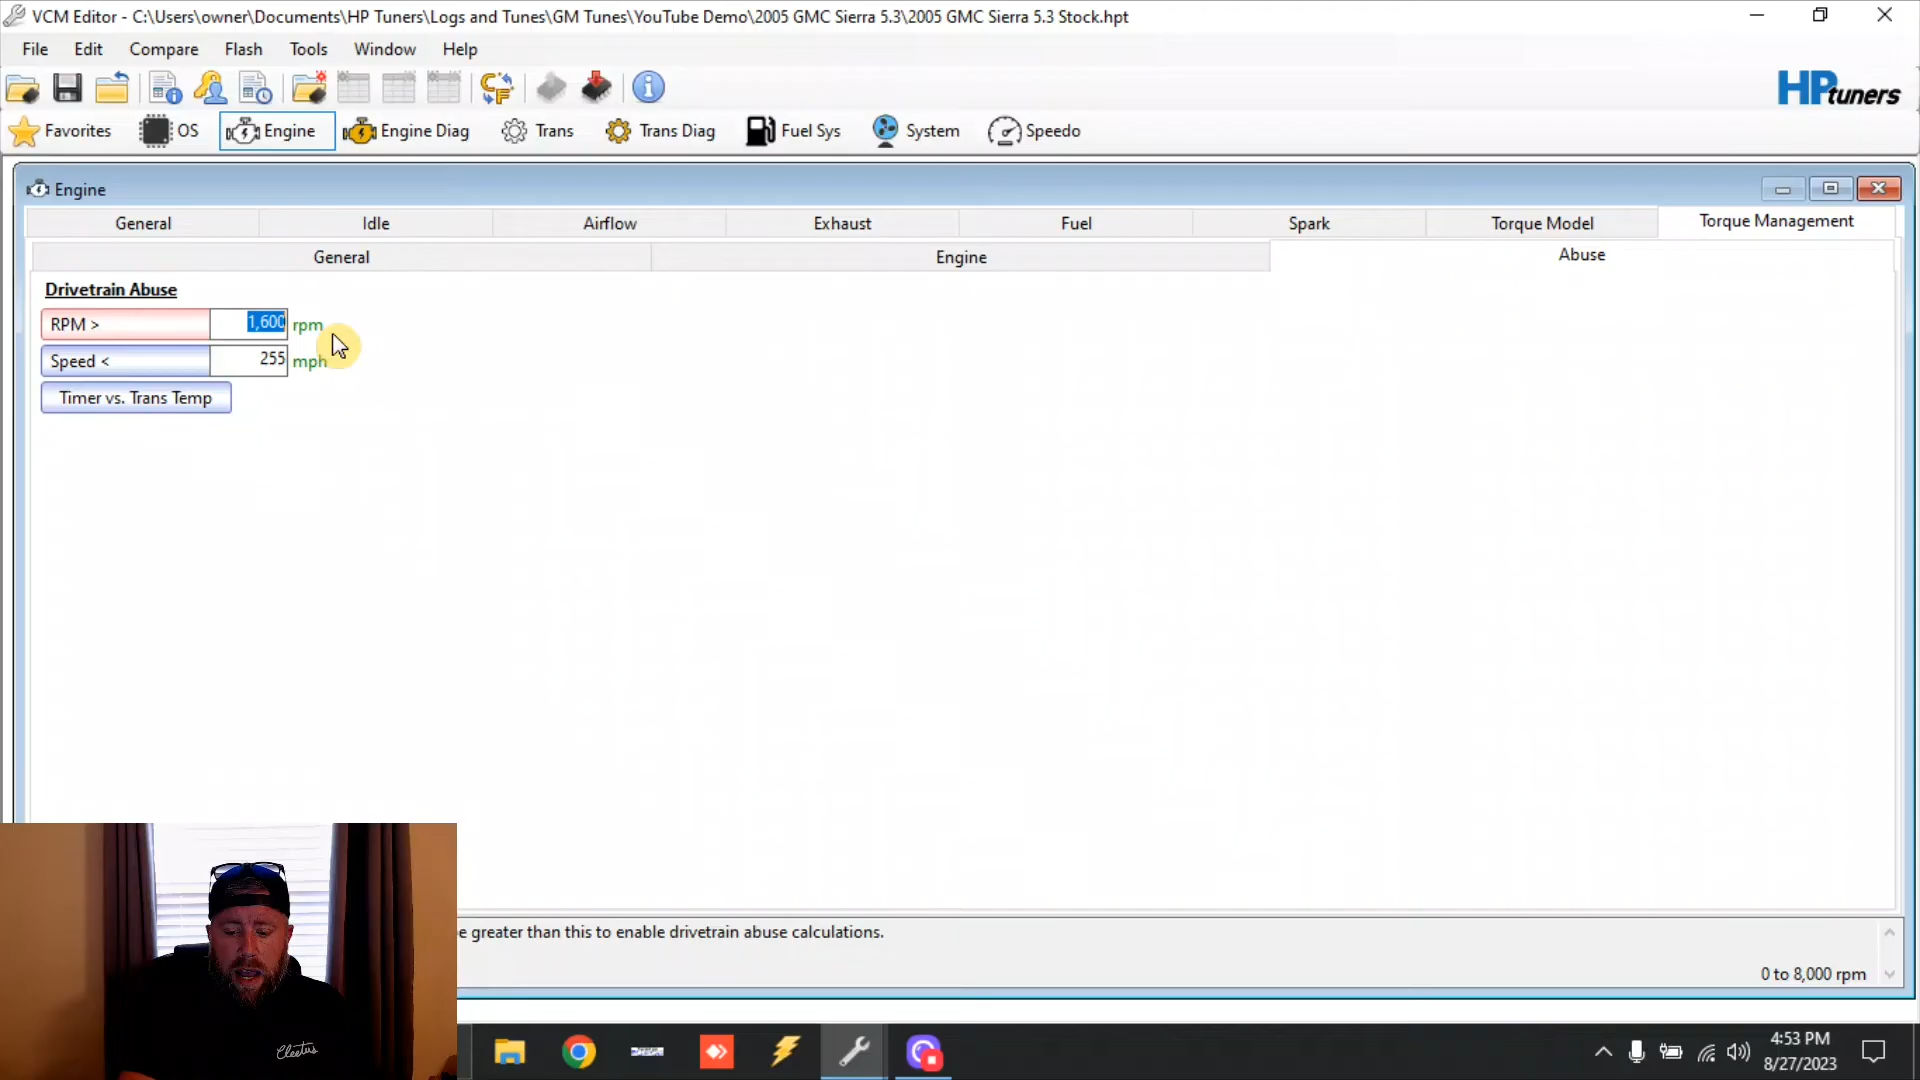 VCM Editor - C:\Users\owner\Documents\HP Tuners\Logs and Tunes\GM Tunes\YouTube Demo\2005 GMC Sierra 5.3\2005 GMC Sierra 5.3 Stock.hpt
File Edit Compare Flash Tools Window Help
HP tuners
Favorites OS Engine Engine Diag Trans Trans Diag Fuel Sys System Speedo
Engine
General Idle Airflow Exhaust Fuel Spark Torque Model Torque Management
General Engine Abuse
Drivetrain Abuse
RPM > 1,600 rpm
Speed < 255 mph
Timer vs. Trans Temp
e greater than this to enable drivetrain abuse calculations.
0 to 8,000 rpm
Cleetus
4:53 PM
8/27/2023